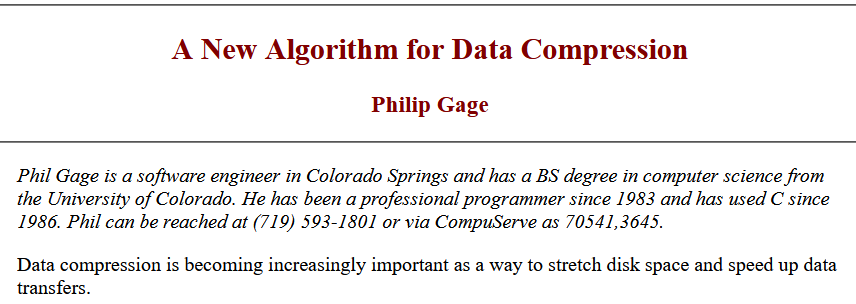 A New Algorithm for Data Compression
Philip Gage
Phil Gage is a software engineer in Colorado Springs and has a BS degree in computer science from
the University of Colorado. He has been a professional programmer since 1983 and has used C since
1986. Phil can be reached at (719) 593-1801 or via CompuServe as 70541,3645.
Data compression is becoming increasingly important as a way to stretch disk space and speed up data
transfers.